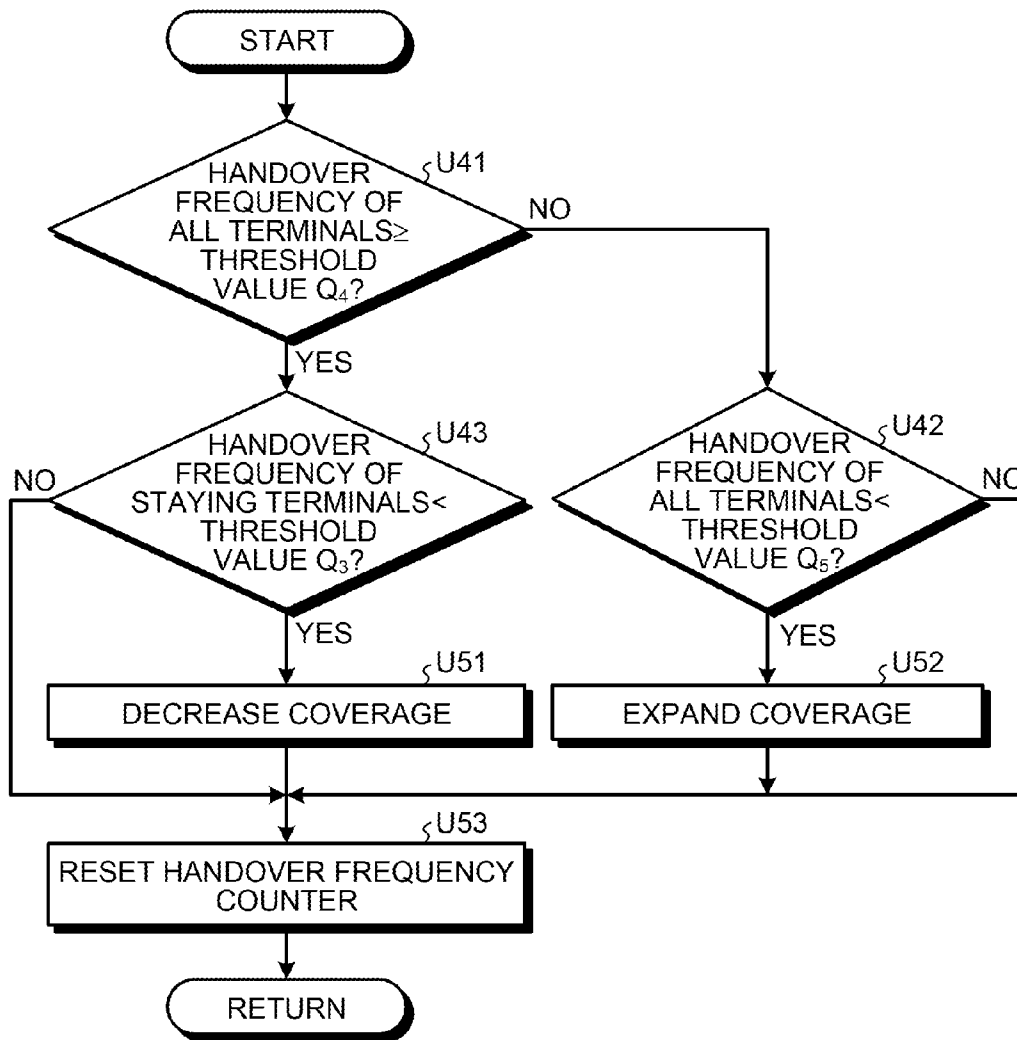 START
U41
HANDOVER
FREQUENCY OF
ALL TERMINALS≥
THRESHOLD
VALUE Q₄?
NO
YES
U43
HANDOVER
FREQUENCY OF
STAYING TERMINALS<
THRESHOLD
VALUE Q₃?
NO
YES
U42
HANDOVER
FREQUENCY OF
ALL TERMINALS<
THRESHOLD
VALUE Q₅?
NO
YES
U51
DECREASE COVERAGE
U52
EXPAND COVERAGE
U53
RESET HANDOVER FREQUENCY
COUNTER
RETURN